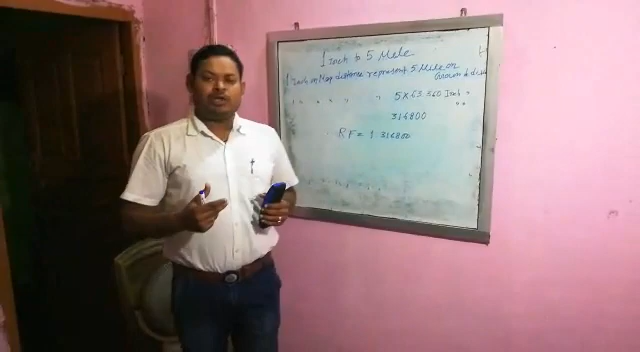 1 Inch to 5 Mile
1 Inch on Map distance represent 5 Mile on
Ground dist
" " " " " 5 X 63.360 Inch "
" "
316800
RF = 1:316800